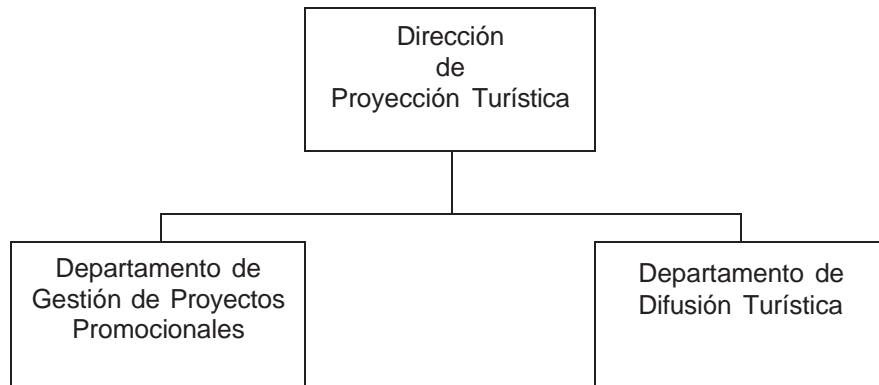 Dirección
de
Proyección Turística
Departamento de
Gestión de Proyectos
Promocionales
Departamento de
Difusión Turística